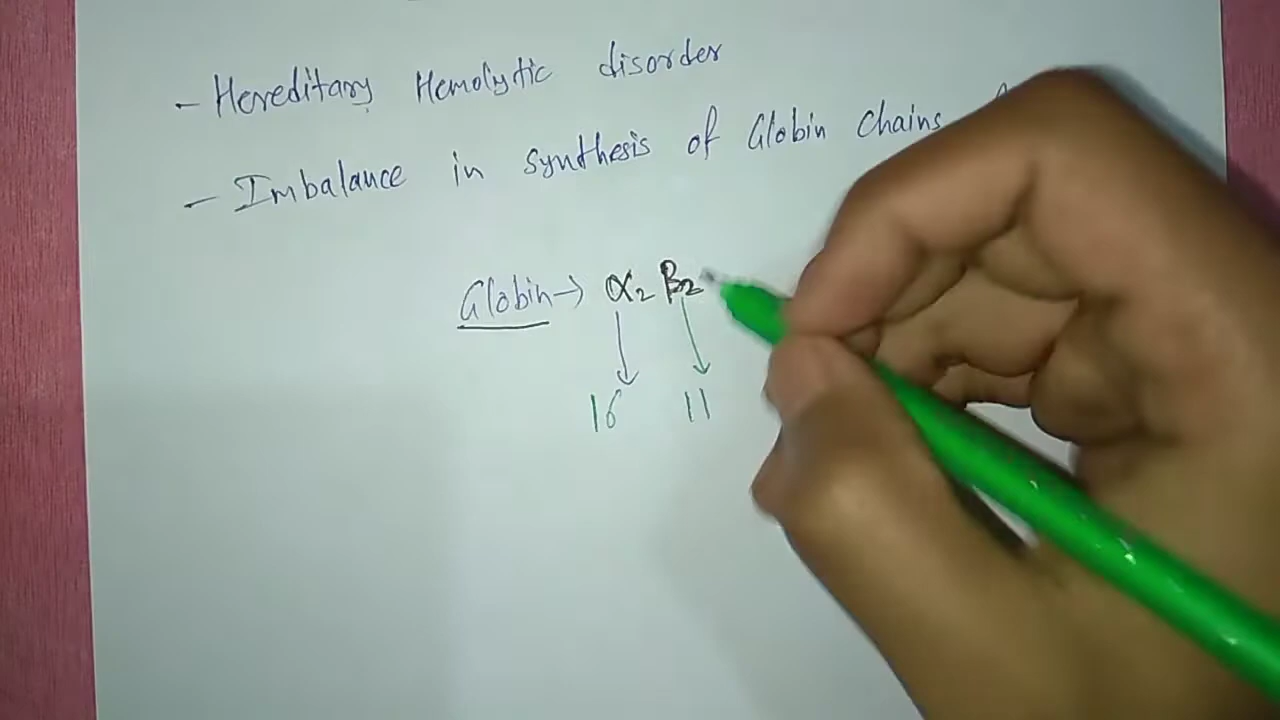 - Hereditary Hemolytic disorder
- Imbalance in synthesis of Globin Chains
Globin → α₂ β₂
16 11